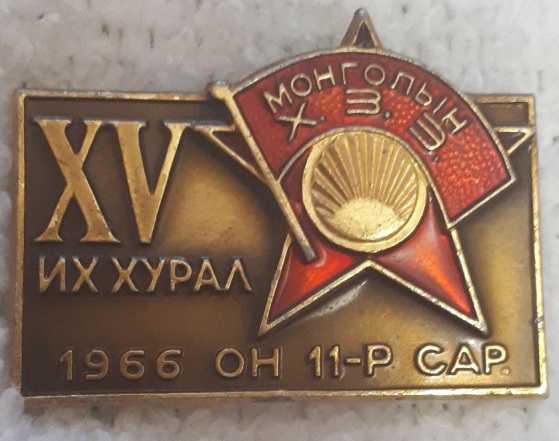 МОНГОЛЫН
Х. З. Э.
XV
ИХ ХУРАЛ
1966 ОН 11-Р САР.